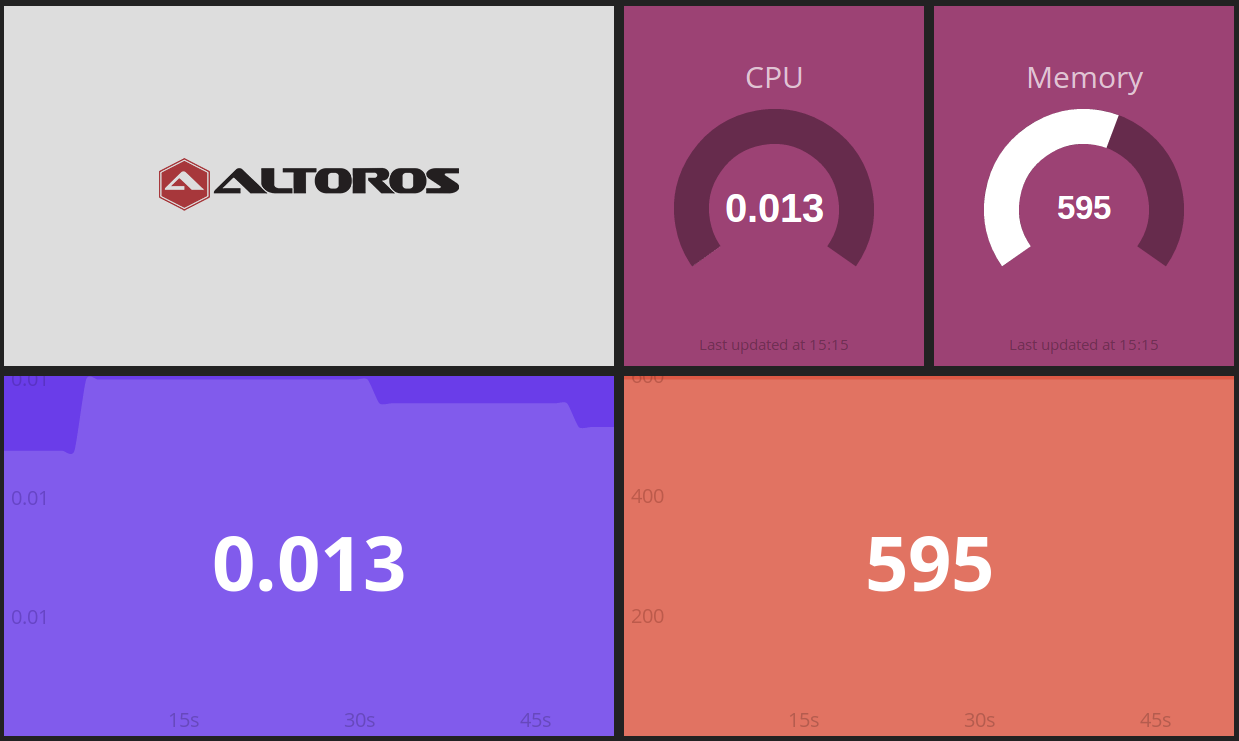 ALTOROS
CPU
0.013
Last updated at 15:15
Memory
595
Last updated at 15:15
0.01
0.01
0.01
0.013
15s
30s
45s
600
400
200
595
15s
30s
45s